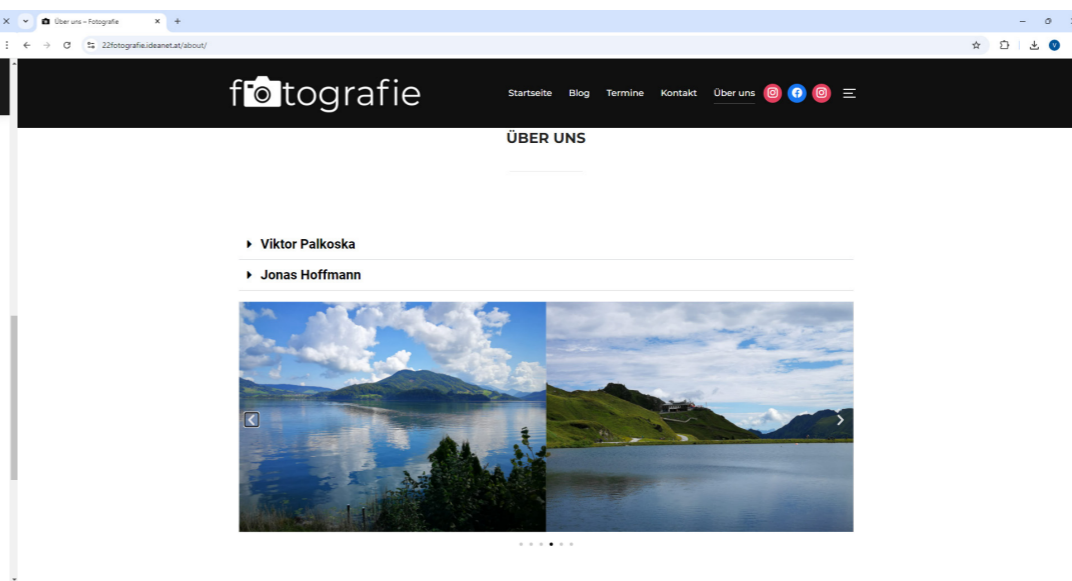 Über uns – Fotografie
22fotografie.ideanet.at/about/
fotografie
Startseite Blog Termine Kontakt Über uns
ÜBER UNS
Viktor Palkoska
Jonas Hoffmann